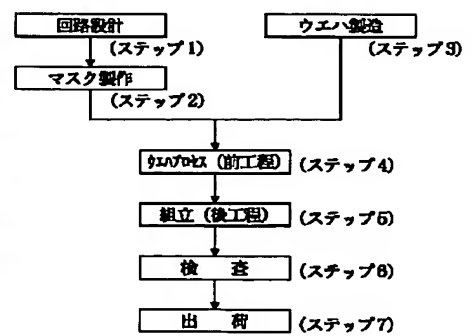 回路設計
(ステップ1)
ウエハ製造
(ステップ3)
マスク製作
(ステップ2)
ウエハプロセス (前工程)
(ステップ4)
組立 (後工程)
(ステップ5)
検 査
(ステップ6)
出 荷
(ステップ7)